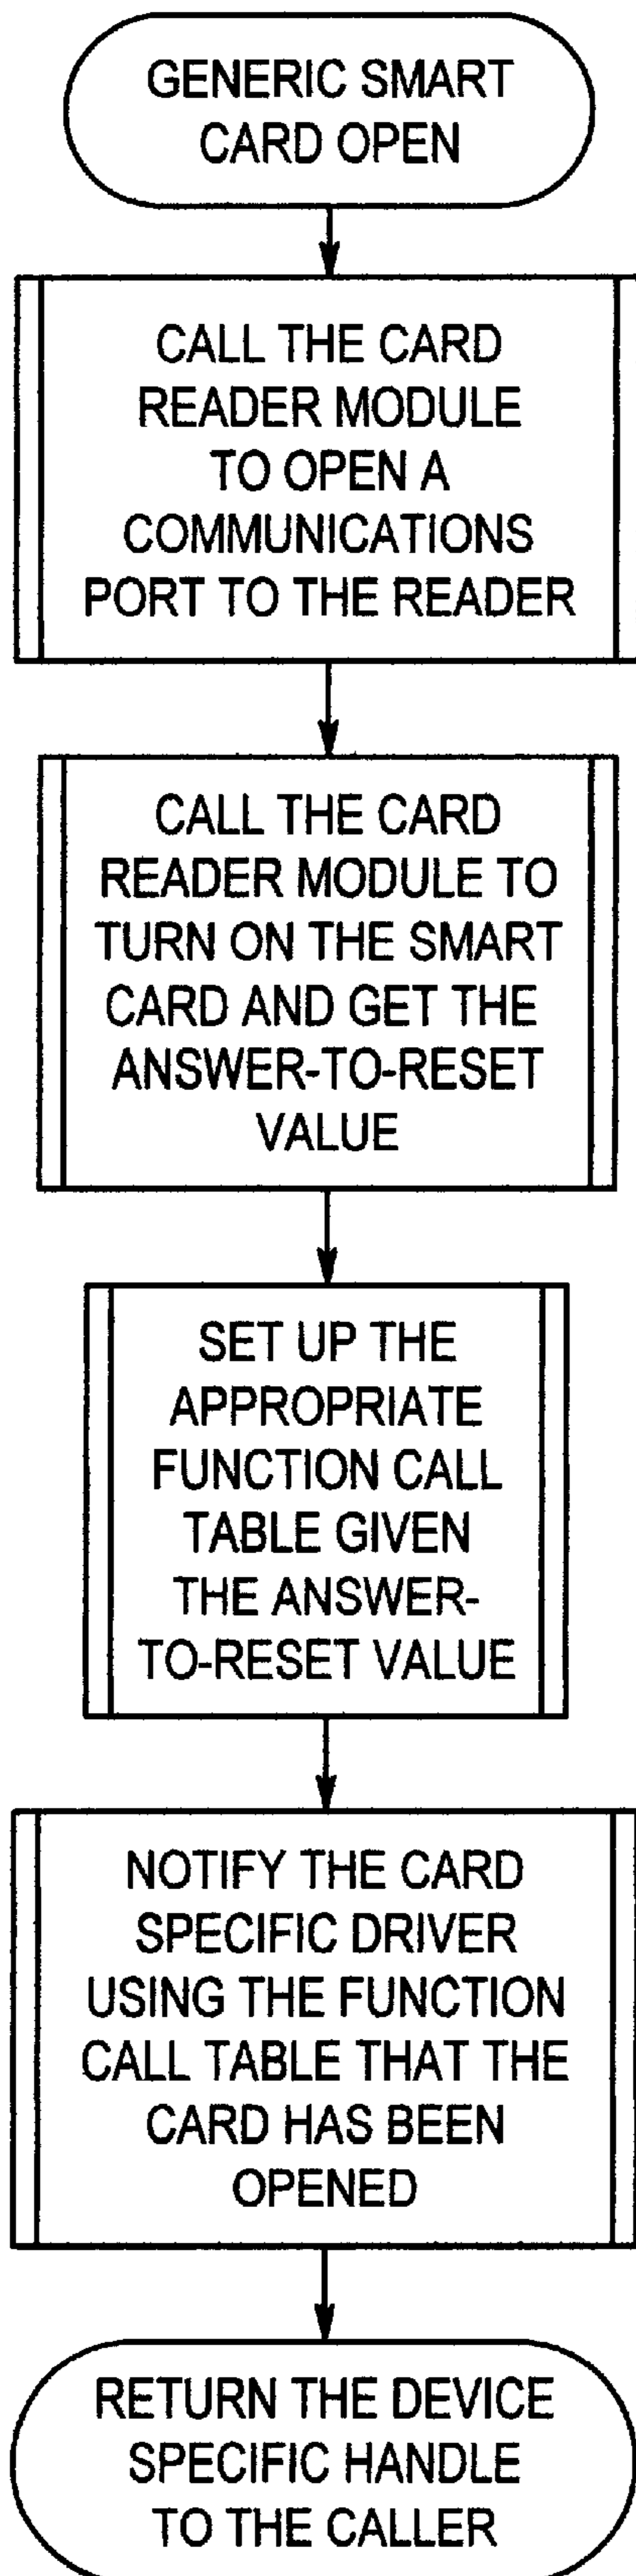 GENERIC SMART
CARD OPEN
CALL THE CARD
READER MODULE
TO OPEN A
COMMUNICATIONS
PORT TO THE READER
CALL THE CARD
READER MODULE TO
TURN ON THE SMART
CARD AND GET THE
ANSWER-TO-RESET
VALUE
SET UP THE
APPROPRIATE
FUNCTION CALL
TABLE GIVEN
THE ANSWER-
TO-RESET VALUE
NOTIFY THE CARD
SPECIFIC DRIVER
USING THE FUNCTION
CALL TABLE THAT THE
CARD HAS BEEN
OPENED
RETURN THE DEVICE
SPECIFIC HANDLE
TO THE CALLER